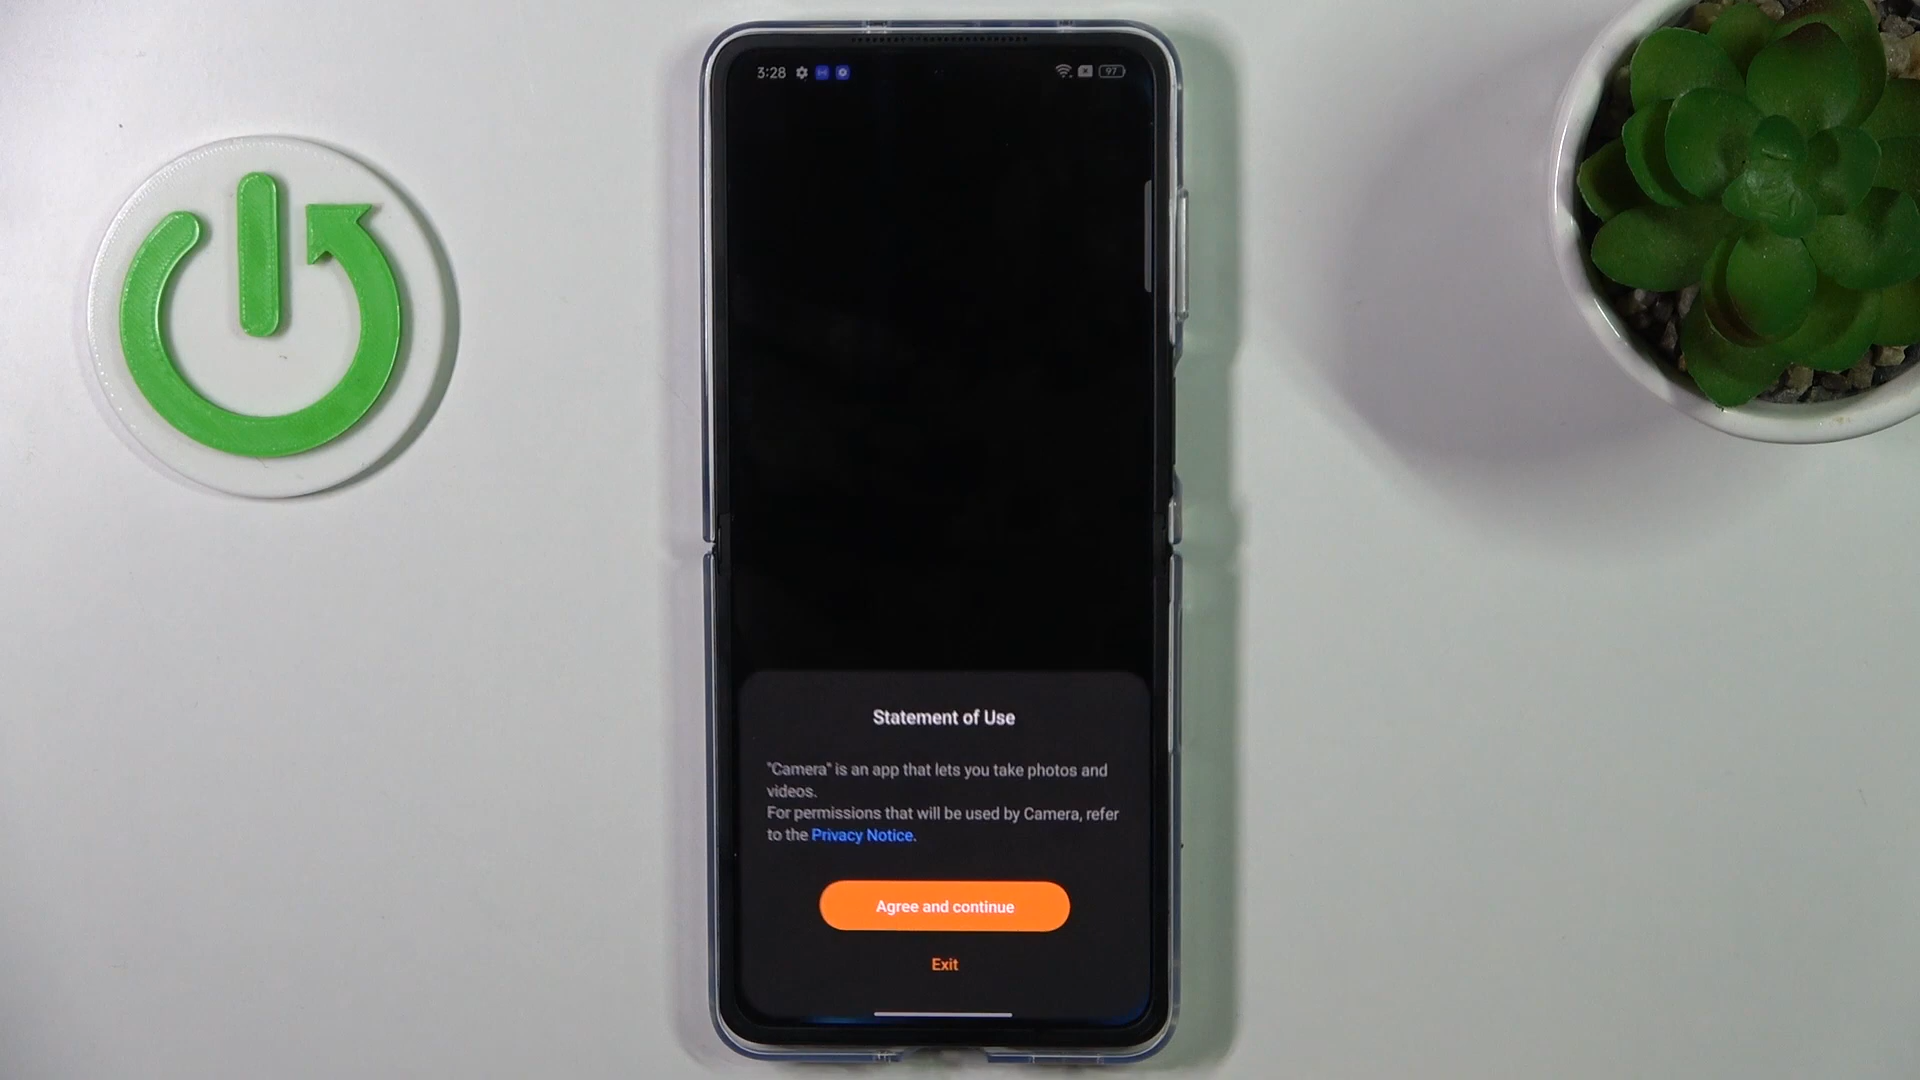 3:28
97
Statement of Use
"Camera" is an app that lets you take photos and
videos.
For permissions that will be used by Camera, refer
to the Privacy Notice.
Agree and continue
Exit